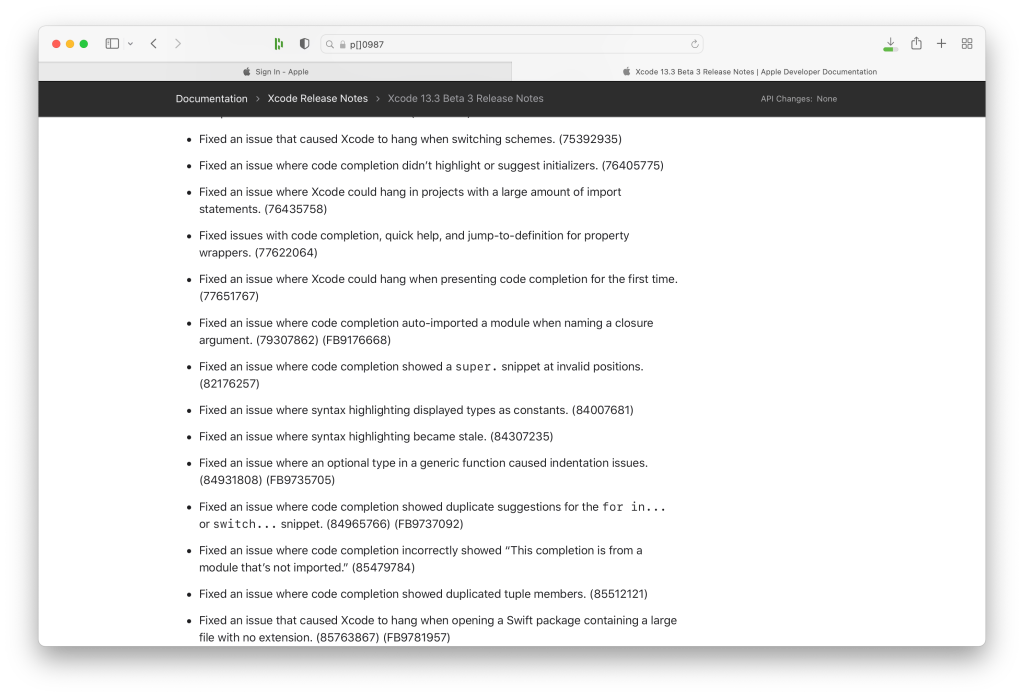 p[]0987
Sign In - Apple
Xcode 13.3 Beta 3 Release Notes | Apple Developer Documentation
Documentation > Xcode Release Notes > Xcode 13.3 Beta 3 Release Notes
API Changes: None
• Fixed an issue that caused Xcode to hang when switching schemes. (75392935)
• Fixed an issue where code completion didn’t highlight or suggest initializers. (76405775)
• Fixed an issue where Xcode could hang in projects with a large amount of import
statements. (76435758)
• Fixed issues with code completion, quick help, and jump-to-definition for property
wrappers. (77622064)
• Fixed an issue where Xcode could hang when presenting code completion for the first time.
(77651767)
• Fixed an issue where code completion auto-imported a module when naming a closure
argument. (79307862) (FB9176668)
• Fixed an issue where code completion showed a super. snippet at invalid positions.
(82176257)
• Fixed an issue where syntax highlighting displayed types as constants. (84007681)
• Fixed an issue where syntax highlighting became stale. (84307235)
• Fixed an issue where an optional type in a generic function caused indentation issues.
(84931808) (FB9735705)
• Fixed an issue where code completion showed duplicate suggestions for the for in...
or switch... snippet. (84965766) (FB9737092)
• Fixed an issue where code completion incorrectly showed “This completion is from a
module that’s not imported.” (85479784)
• Fixed an issue where code completion showed duplicated tuple members. (85512121)
• Fixed an issue that caused Xcode to hang when opening a Swift package containing a large
file with no extension. (85763867) (FB9781957)